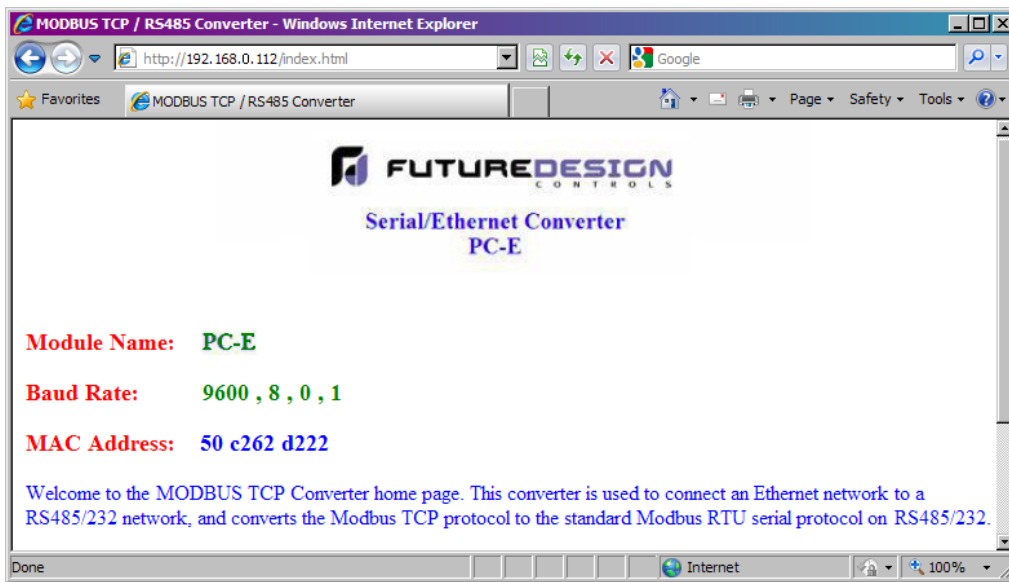 MODBUS TCP / RS485 Converter - Windows Internet Explorer
http://192.168.0.112/index.html
Google
Favorites
MODBUS TCP / RS485 Converter
Page
Safety
Tools
FUTUREDESIGN
CONTROLS
Serial/Ethernet Converter
PC-E
Module Name: PC-E
Baud Rate: 9600 , 8 , 0 , 1
MAC Address: 50 c262 d222
Welcome to the MODBUS TCP Converter home page. This converter is used to connect an Ethernet network to a
RS485/232 network, and converts the Modbus TCP protocol to the standard Modbus RTU serial protocol on RS485/232.
Done
Internet
100%